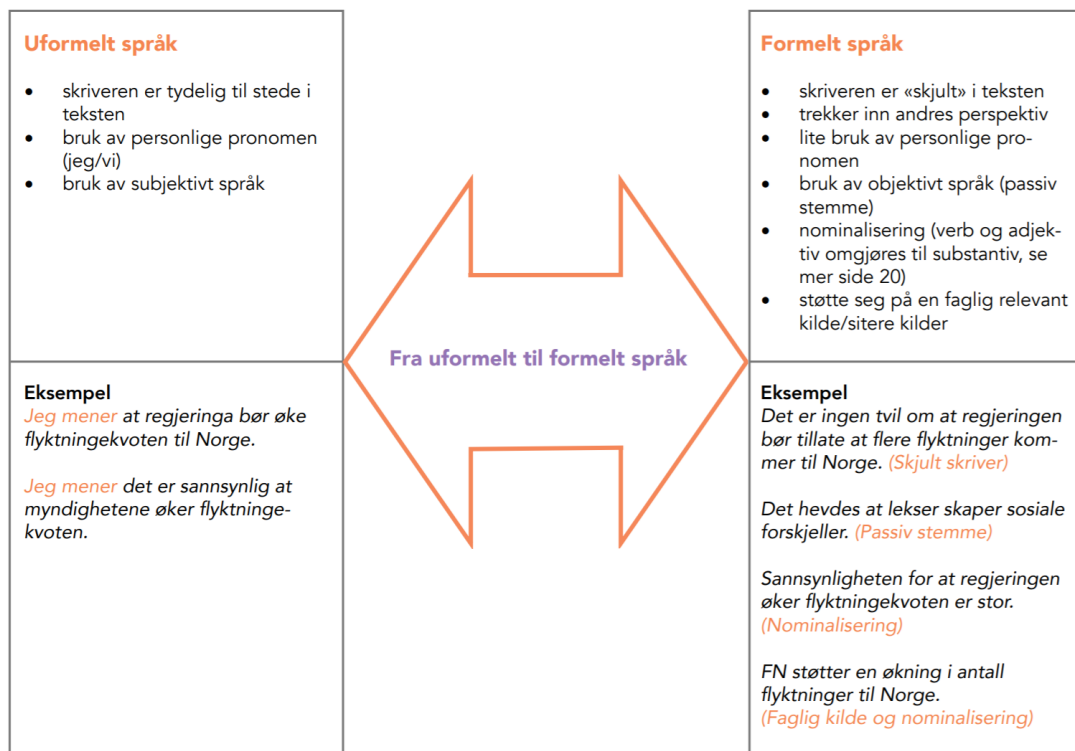 Uformelt språk
• skriveren er tydelig til stede i
teksten
• bruk av personlige pronomen
(jeg/vi)
• bruk av subjektivt språk
Eksempel
Jeg mener at regjeringa bør øke
flyktningekvoten til Norge.
Jeg mener det er sannsynlig at
myndighetene øker flyktninge-
kvoten.
Fra uformelt til formelt språk
Formelt språk
• skriveren er «skjult» i teksten
• trekker inn andres perspektiv
• lite bruk av personlige pro-
nomen
• bruk av objektivt språk (passiv
stemme)
• nominalisering (verb og adjek-
tiv omgjøres til substantiv, se
mer side 20)
• støtte seg på en faglig relevant
kilde/sitere kilder
Eksempel
Det er ingen tvil om at regjeringen
bør tillate at flere flyktninger kom-
mer til Norge. (Skjult skriver)
Det hevdes at lekser skaper sosiale
forskjeller. (Passiv stemme)
Sannsynligheten for at regjeringen
øker flyktningekvoten er stor.
(Nominalisering)
FN støtter en økning i antall
flyktninger til Norge.
(Faglig kilde og nominalisering)